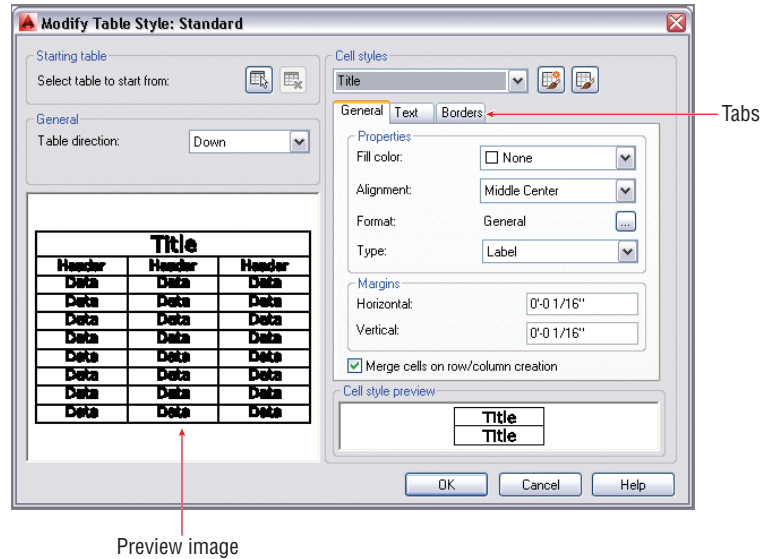 Modify Table Style: Standard
Starting table
Select table to start from:
General
Table direction:
Down
Title
Header Header Header
Data Data Data
Data Data Data
Data Data Data
Data Data Data
Data Data Data
Data Data Data
Data Data Data
Data Data Data
Cell styles
Title
General Text Borders
Properties
Fill color:
None
Alignment:
Middle Center
Format:
General
...
Type:
Label
Margins
Horizontal:
0'-0 1/16"
Vertical:
0'-0 1/16"
Merge cells on row/column creation
Cell style preview
Title
Title
OK Cancel Help
Tabs
Preview image